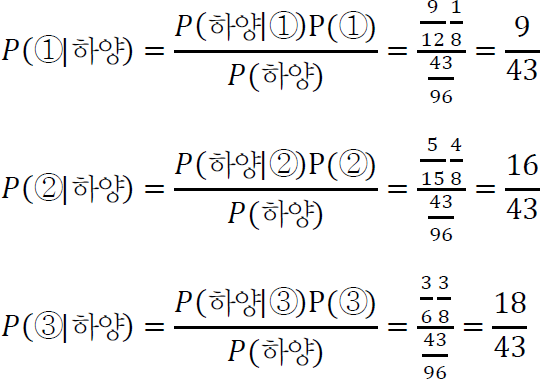 P(①|하양) = P(하양|①)P(①) / P(하양) = 9/12 1/8 / 43/96 = 9/43
P(②|하양) = P(하양|②)P(②) / P(하양) = 5/15 4/8 / 43/96 = 16/43
P(③|하양) = P(하양|③)P(③) / P(하양) = 3/6 3/8 / 43/96 = 18/43